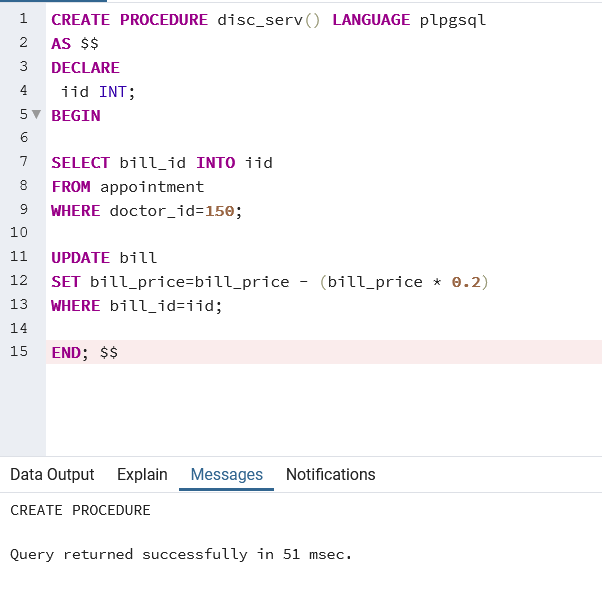 1 CREATE PROCEDURE disc_serv() LANGUAGE plpgsql
2 AS $$
3 DECLARE
4 iid INT;
5 BEGIN
6
7 SELECT bill_id INTO iid
8 FROM appointment
9 WHERE doctor_id=150;
10
11 UPDATE bill
12 SET bill_price=bill_price - (bill_price * 0.2)
13 WHERE bill_id=iid;
14
15 END; $$
Data Output Explain Messages Notifications
CREATE PROCEDURE
Query returned successfully in 51 msec.